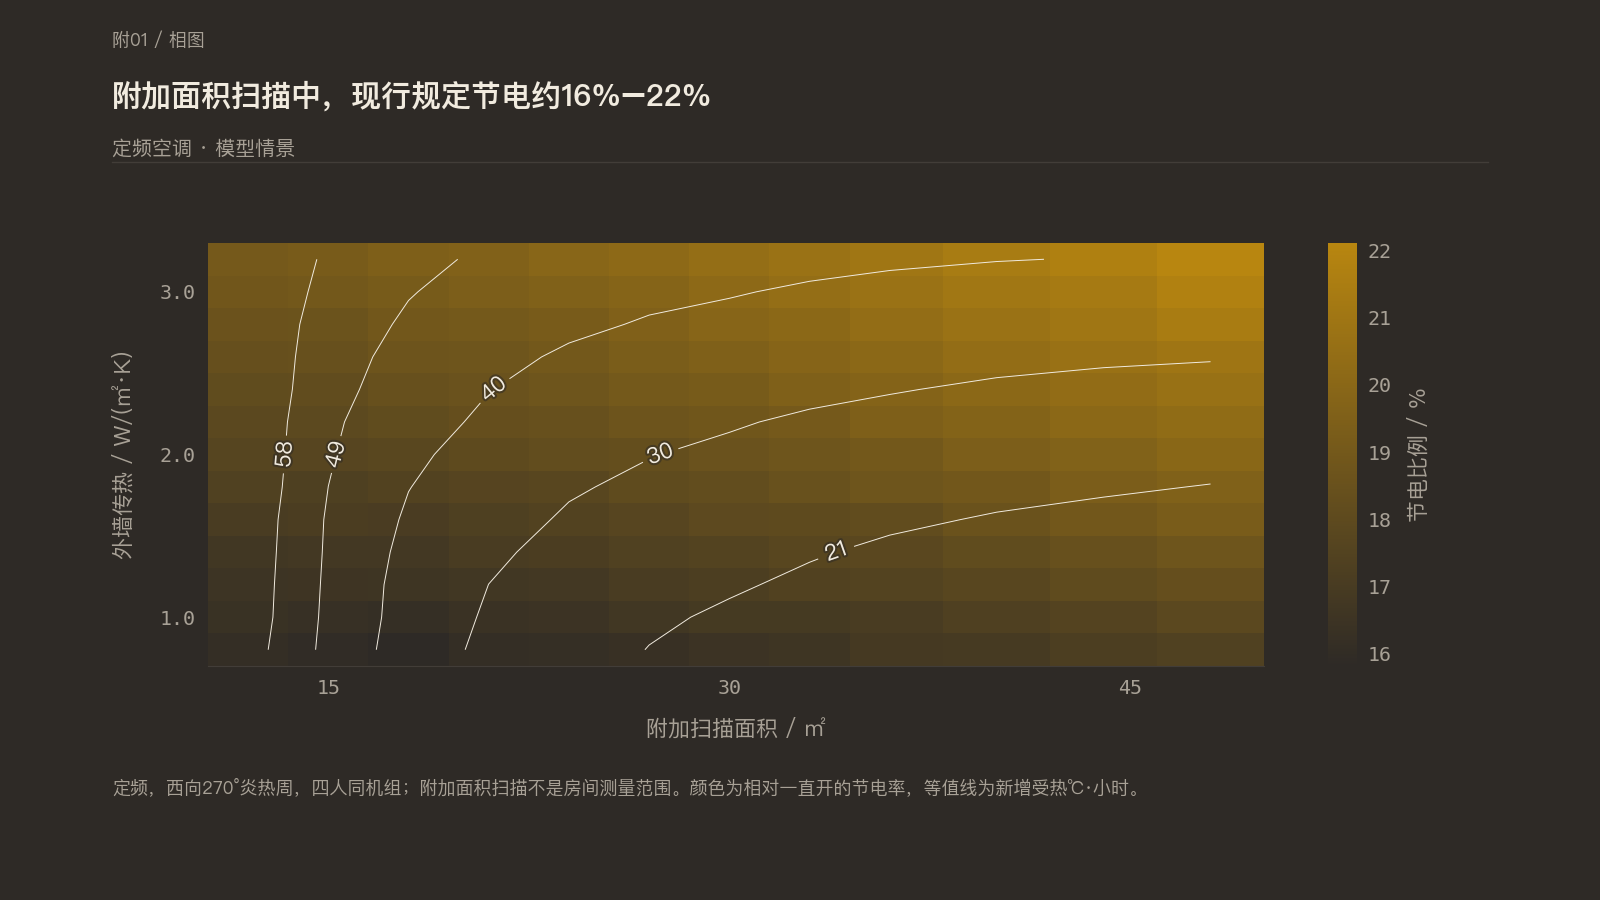 附01 / 相图
附加面积扫描中，现行规定节电约16%—22%
定频空调 · 模型情景
外墙传热 / W/(㎡·K)
3.0
2.0
1.0
58
49
40
30
21
15
30
45
附加扫描面积 / ㎡
22
21
20
19
18
17
16
节电比例 / %
定频，西向270°炎热周，四人同机组；附加面积扫描不是房间测量范围。颜色为相对一直开的节电率，等值线为新增受热℃·小时。